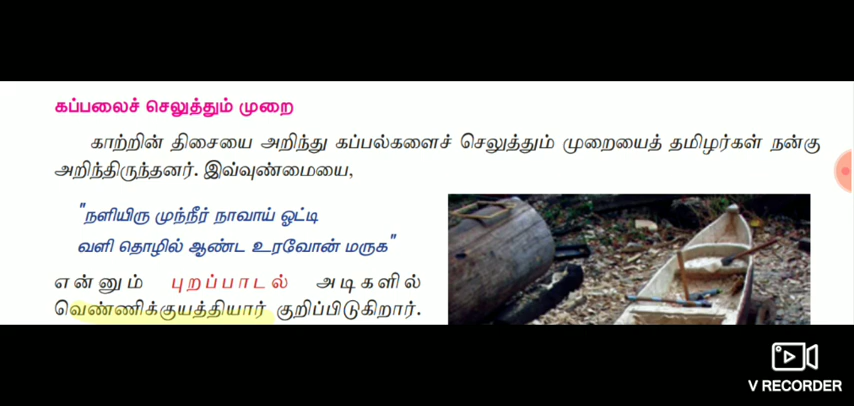 கப்பலைச் செலுத்தும் முறை
காற்றின் திசையை அறிந்து கப்பல்களைச் செலுத்தும் முறையைத் தமிழர்கள் நன்கு
அறிந்திருந்தனர். இவ்வுண்மையை,
"நளியிரு முந்நீர் நாவாய் ஓட்டி
வளி தொழில் ஆண்ட உரவோன் மருக"
என்னும் புறப்பாடல் அடிகளில்
வெண்ணிக்குயத்தியார் குறிப்பிடுகிறார்.
V RECORDER